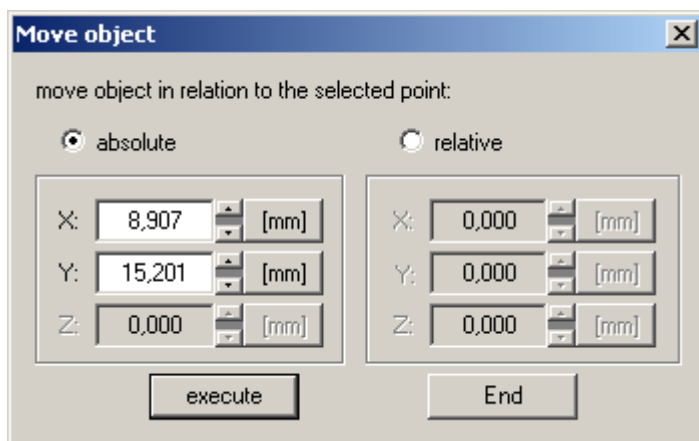 Move object
move object in relation to the selected point:
absolute relative
X: 8,907 [mm] X: 0,000 [mm]
Y: 15,201 [mm] Y: 0,000 [mm]
Z: 0,000 [mm] Z: 0,000 [mm]
execute End